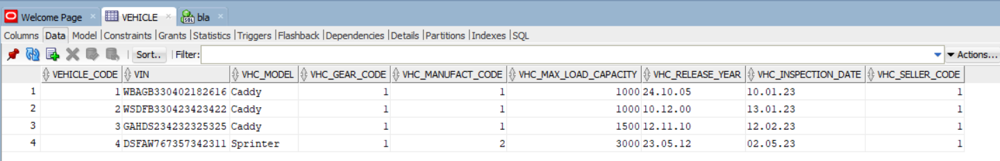 Welcome Page × VEHICLE × bla ×
Columns Data Model |Constraints |Grants |Statistics |Triggers |Flashback |Dependencies |Details |Partitions |Indexes |SQL
Sort.. Filter: Actions...
VEHICLE_CODE VIN VHC_MODEL VHC_GEAR_CODE VHC_MANUFACT_CODE VHC_MAX_LOAD_CAPACITY VHC_RELEASE_YEAR VHC_INSPECTION_DATE VHC_SELLER_CODE
1 1 WBAGB330402182616 Caddy 1 1 1000 24.10.05 10.01.23 1
2 2 WSDFB330423423422 Caddy 1 1 1000 10.12.00 13.01.23 1
3 3 GAHDS234232325325 Caddy 1 1 1500 12.11.10 12.02.23 1
4 4 DSFAW767357342311 Sprinter 1 2 3000 23.05.12 02.05.23 1